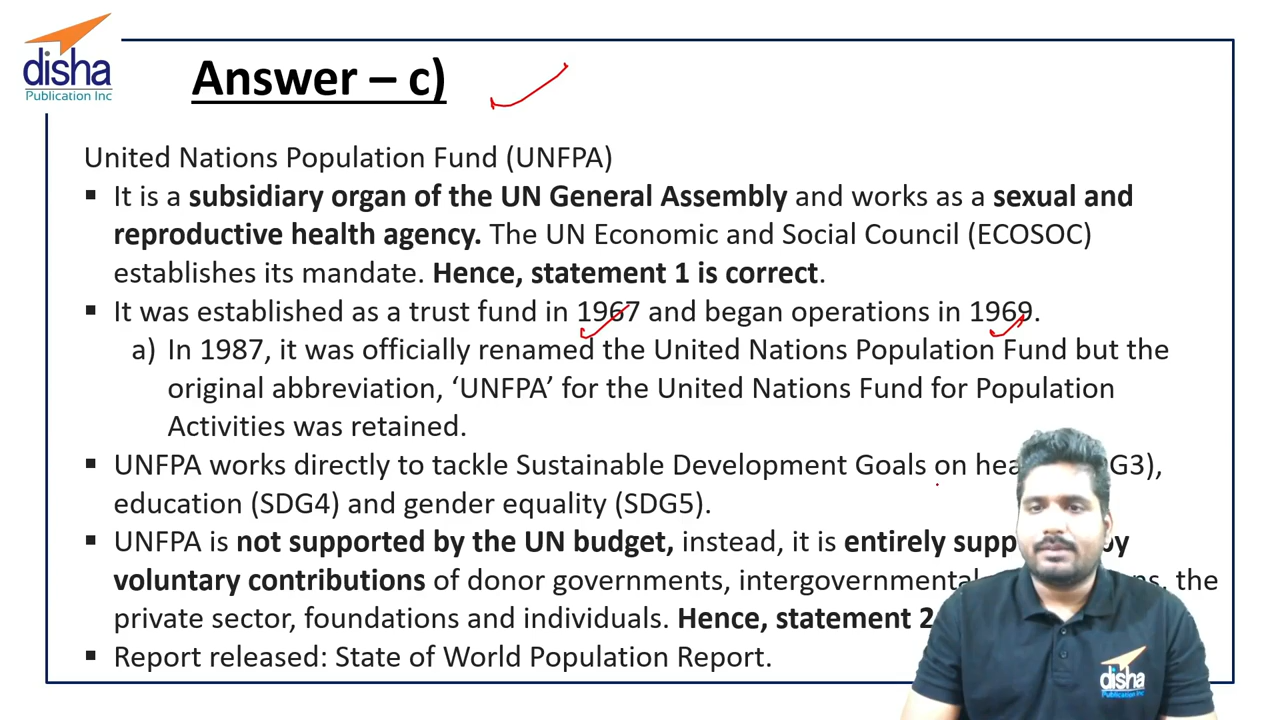 disha
Publication Inc
Answer – c)
United Nations Population Fund (UNFPA)
▪ It is a subsidiary organ of the UN General Assembly and works as a sexual and
reproductive health agency. The UN Economic and Social Council (ECOSOC)
establishes its mandate. Hence, statement 1 is correct.
▪ It was established as a trust fund in 1967 and began operations in 1969.
a) In 1987, it was officially renamed the United Nations Population Fund but the
original abbreviation, ‘UNFPA’ for the United Nations Fund for Population
Activities was retained.
▪ UNFPA works directly to tackle Sustainable Development Goals on G3),
education (SDG4) and gender equality (SDG5).
▪ UNFPA is not supported by the UN budget, instead, it is entirely by
voluntary contributions of donor governments, intergovernmental the
private sector, foundations and individuals. Hence, statement 2
▪ Report released: State of World Population Report.
disha
Publication Inc